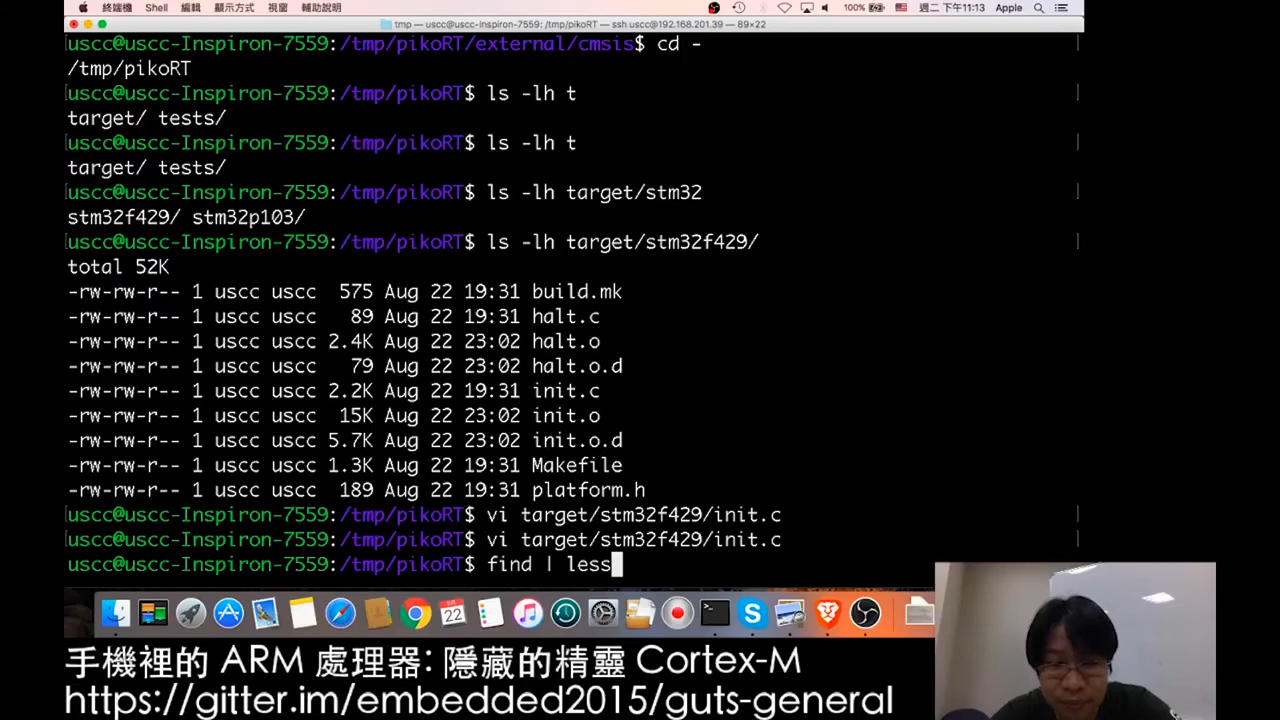 終端機 Shell 編輯 顯示方式 視窗 輔助說明 100% 週二 下午11:13 Apple
tmp — uscc@uscc-Inspiron-7559: /tmp/pikoRT — ssh uscc@192.168.201.39 — 89×22
uscc@uscc-Inspiron-7559:/tmp/pikoRT/external/cmsis$ cd -
/tmp/pikoRT
uscc@uscc-Inspiron-7559:/tmp/pikoRT$ ls -lh t
target/ tests/
uscc@uscc-Inspiron-7559:/tmp/pikoRT$ ls -lh t
target/ tests/
uscc@uscc-Inspiron-7559:/tmp/pikoRT$ ls -lh target/stm32
stm32f429/ stm32p103/
uscc@uscc-Inspiron-7559:/tmp/pikoRT$ ls -lh target/stm32f429/
total 52K
-rw-rw-r-- 1 uscc uscc 575 Aug 22 19:31 build.mk
-rw-rw-r-- 1 uscc uscc 89 Aug 22 19:31 halt.c
-rw-rw-r-- 1 uscc uscc 2.4K Aug 22 23:02 halt.o
-rw-rw-r-- 1 uscc uscc 79 Aug 22 23:02 halt.o.d
-rw-rw-r-- 1 uscc uscc 2.2K Aug 22 19:31 init.c
-rw-rw-r-- 1 uscc uscc 15K Aug 22 23:02 init.o
-rw-rw-r-- 1 uscc uscc 5.7K Aug 22 23:02 init.o.d
-rw-rw-r-- 1 uscc uscc 1.3K Aug 22 19:31 Makefile
-rw-rw-r-- 1 uscc uscc 189 Aug 22 19:31 platform.h
uscc@uscc-Inspiron-7559:/tmp/pikoRT$ vi target/stm32f429/init.c
uscc@uscc-Inspiron-7559:/tmp/pikoRT$ vi target/stm32f429/init.c
uscc@uscc-Inspiron-7559:/tmp/pikoRT$ find | less
22
手機裡的 ARM 處理器: 隱藏的精靈 Cortex-M
https://gitter.im/embedded2015/guts-general